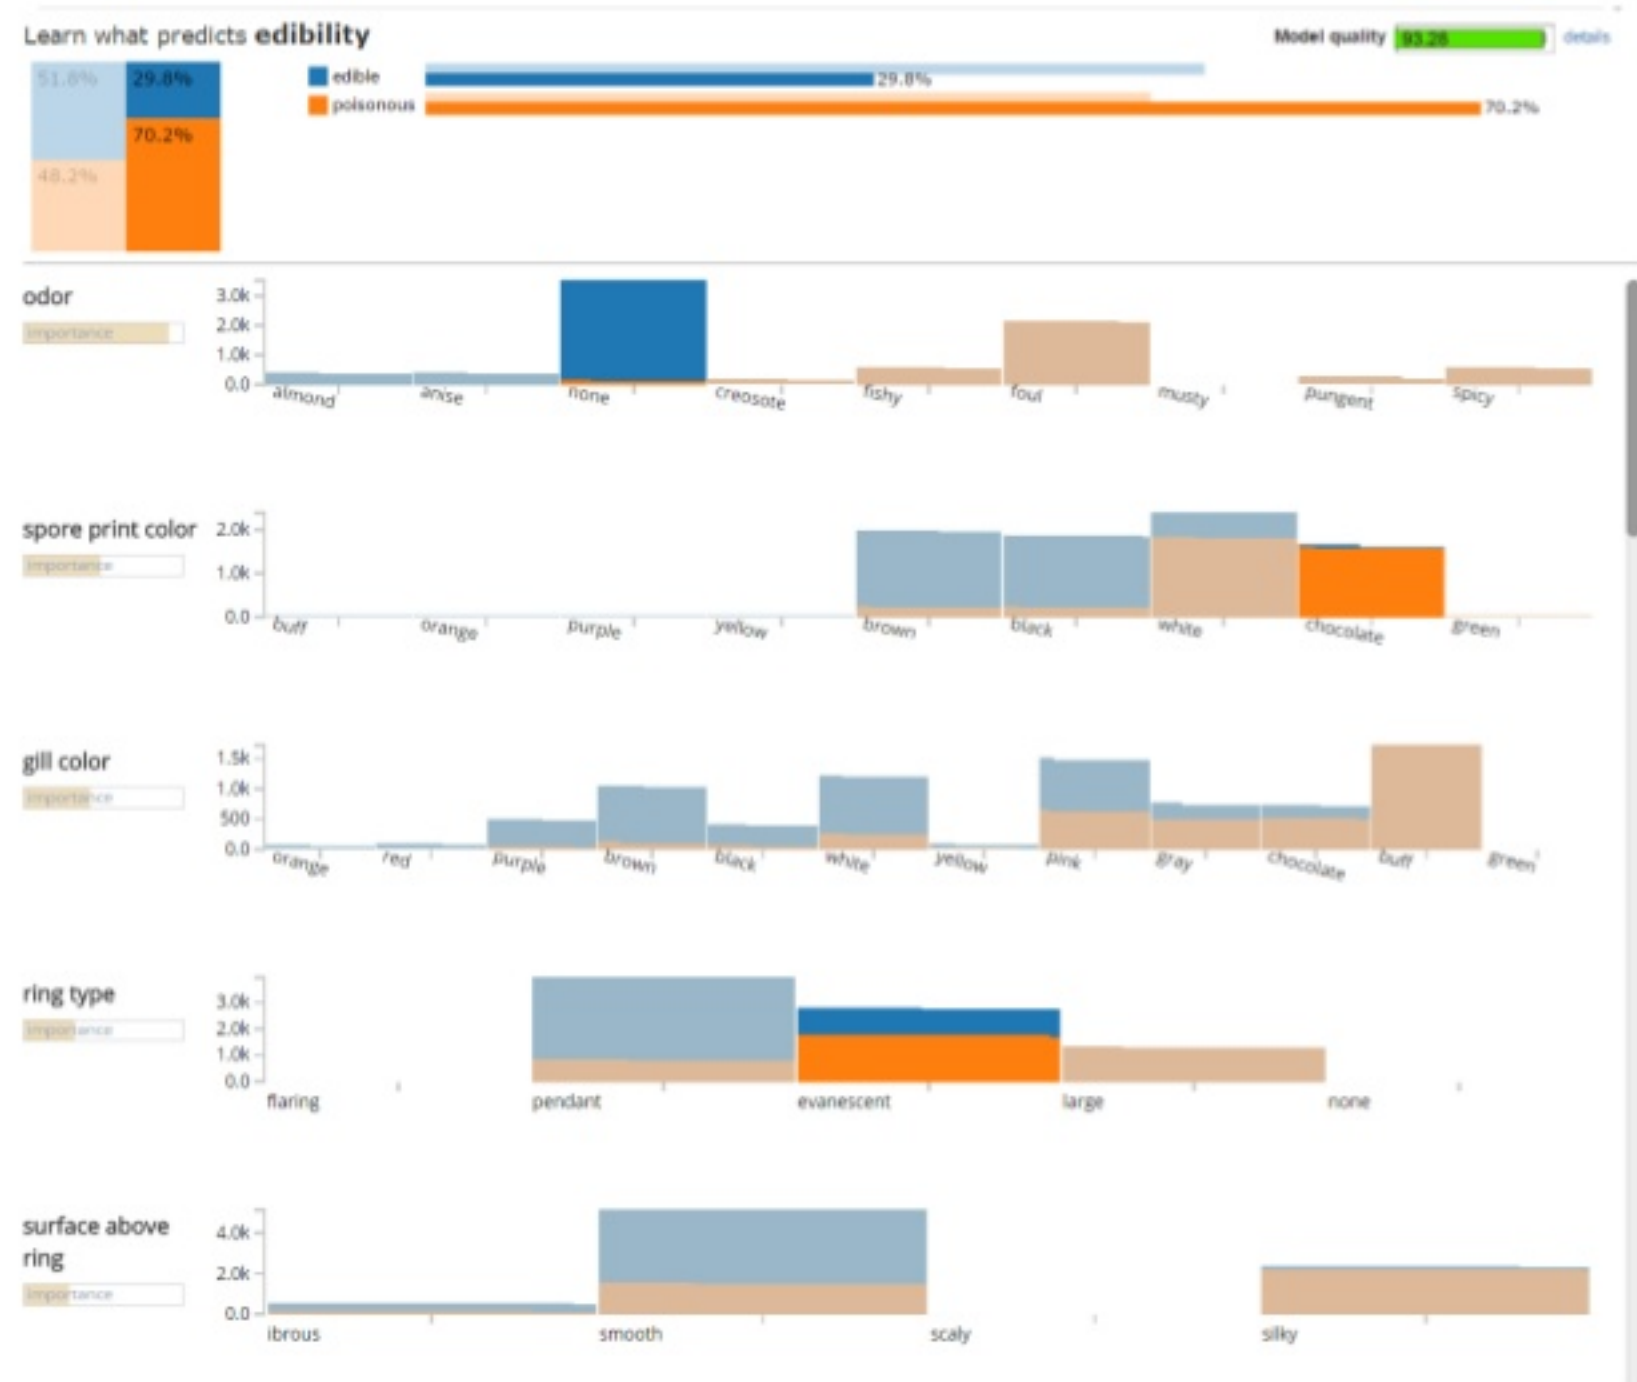 Learn what predicts edibility
Model quality 93.28 details
51.8% 29.8%
70.2%
48.2%
edible 29.8%
poisonous 70.2%
odor
importance
3.0k
2.0k
1.0k
0.0
almond anise none creosote fishy foul musty pungent spicy
spore print color
importance
2.0k
1.0k
0.0
buff orange purple yellow brown black white chocolate green
gill color
importance
1.5k
1.0k
500
0.0
orange red purple brown black white yellow pink gray chocolate buff green
ring type
importance
3.0k
2.0k
1.0k
0.0
flaring pendant evanescent large none
surface above
ring
importance
4.0k
2.0k
0.0
ibrous smooth scaly silky